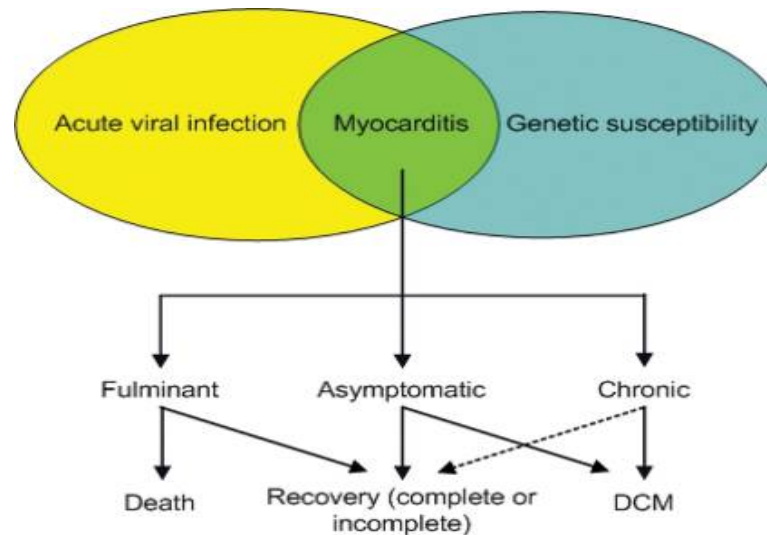 Acute viral infection Myocarditis Genetic susceptibility
Fulminant Asymptomatic Chronic
Death Recovery (complete or incomplete) DCM